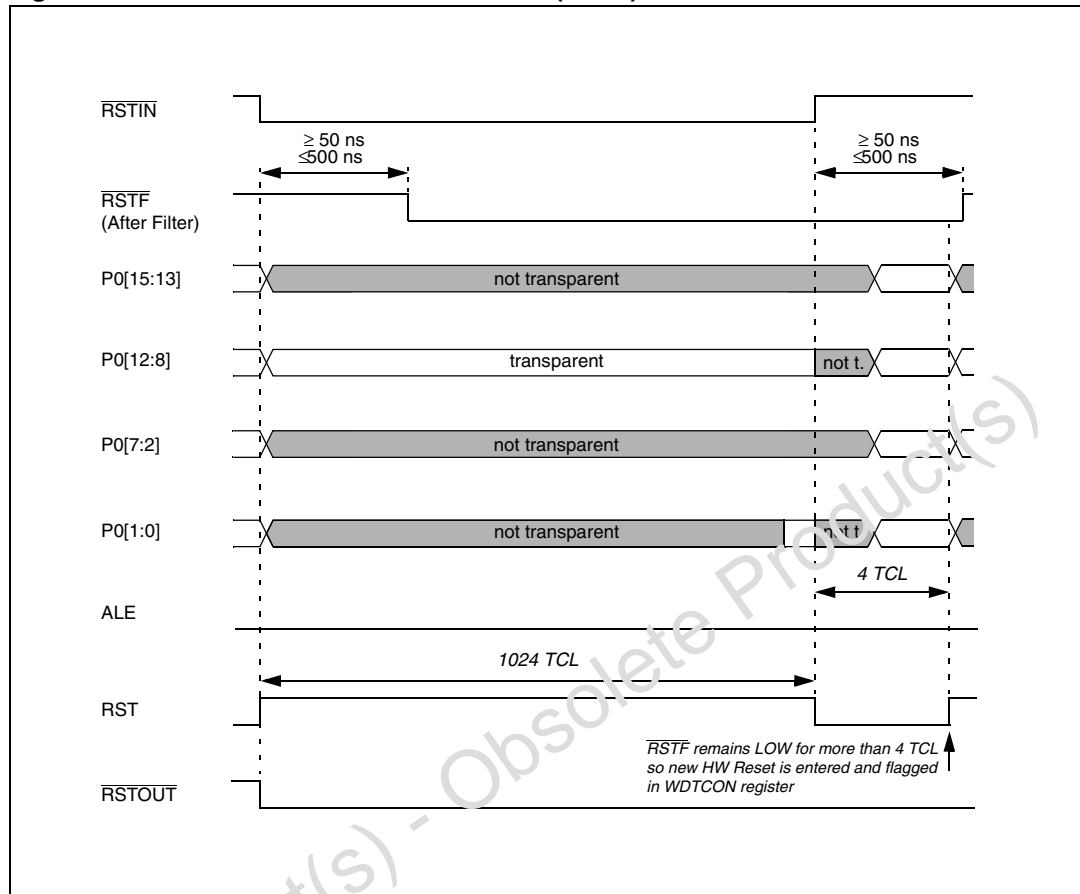 RSTIN
≥ 50 ns
≤500 ns
≥ 50 ns
≤500 ns
RSTF
(After Filter)
P0[15:13]
not transparent
P0[12:8]
transparent
not t.
P0[7:2]
not transparent
P0[1:0]
not transparent
not t.
4 TCL
ALE
1024 TCL
RST
RSTF remains LOW for more than 4 TCL
so new HW Reset is entered and flagged
in WDTCON register
RSTOUT
Obsolete Product(s)
t(s) -